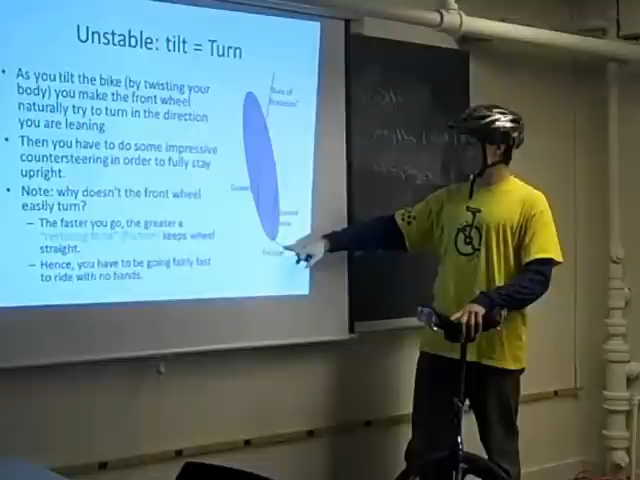 Unstable: tilt = Turn
• As you tilt the bike (by twisting your
body) you make the front wheel
naturally try to turn in the direction
you are leaning
• Then you have to do some impressive
countersteering in order to fully stay
upright.
• Note: why doesn't the front wheel
easily turn?
– The faster you go, the greater a
"restoring force" (friction) keeps wheel
straight.
– Hence, you have to be going fairly fast
to ride with no hands.